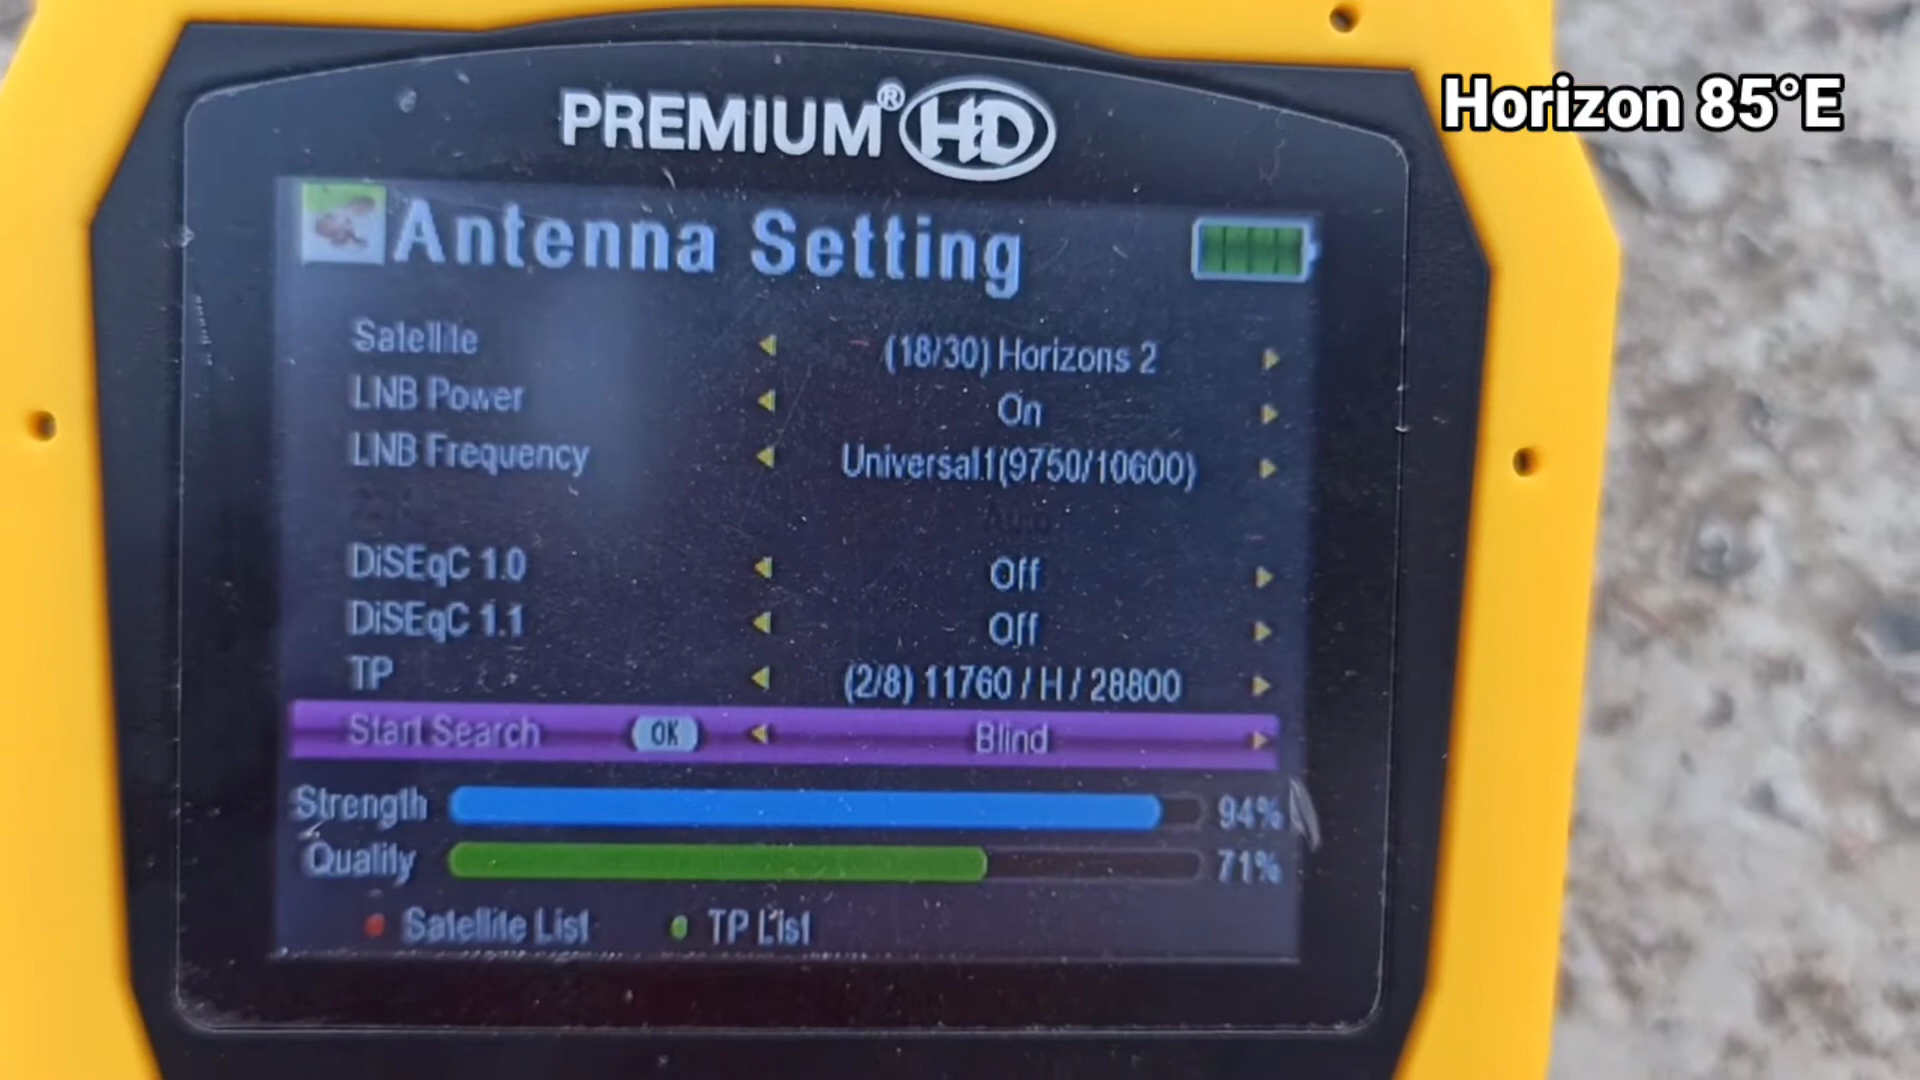 Horizon 85°E
PREMIUM® HD
Antenna Setting
Satellite (18/30) Horizons 2
LNB Power On
LNB Frequency Universal1(9750/10600)
DiSEqC 1.0 Off
DiSEqC 1.1 Off
TP (2/8) 11760 / H / 28800
Start Search OK Blind
Strength 94%
Quality 71%
Satellite List TP List